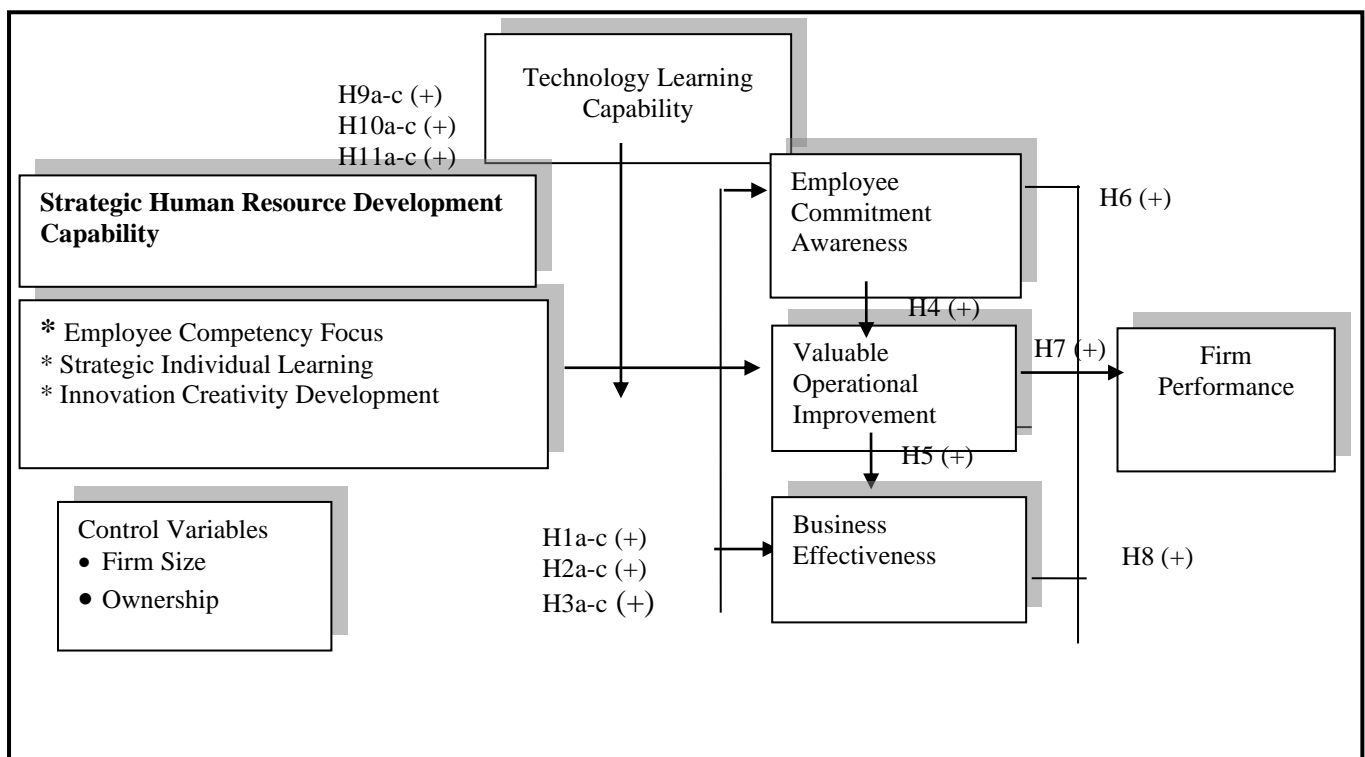 Technology Learning
Capability
H9a-c (+)
H10a-c (+)
H11a-c (+)
Strategic Human Resource Development
Capability
* Employee Competency Focus
* Strategic Individual Learning
* Innovation Creativity Development
Control Variables
• Firm Size
• Ownership
H1a-c (+)
H2a-c (+)
H3a-c (+)
Employee
Commitment
Awareness
H4 (+)
Valuable
Operational
Improvement
H5 (+)
Business
Effectiveness
H6 (+)
H7 (+)
H8 (+)
Firm
Performance